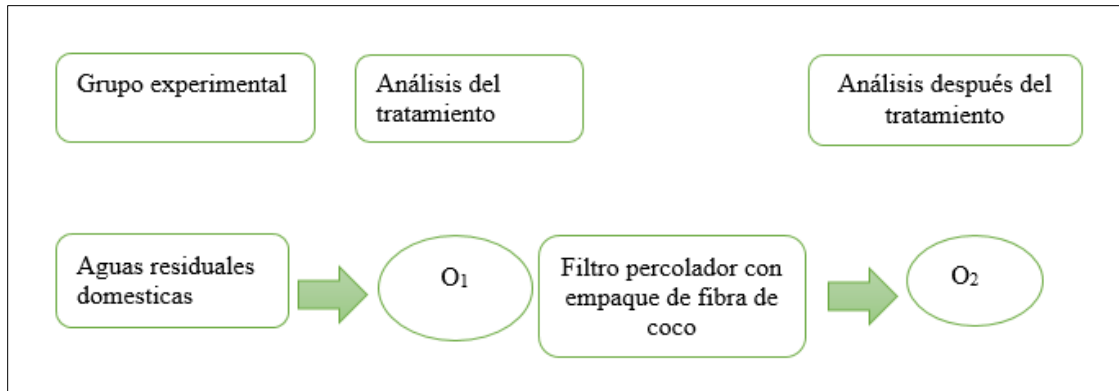 Grupo experimental
Análisis del
tratamiento
Análisis después del
tratamiento
Aguas residuales
domesticas
O1
Filtro percolador con
empaque de fibra de
coco
O2